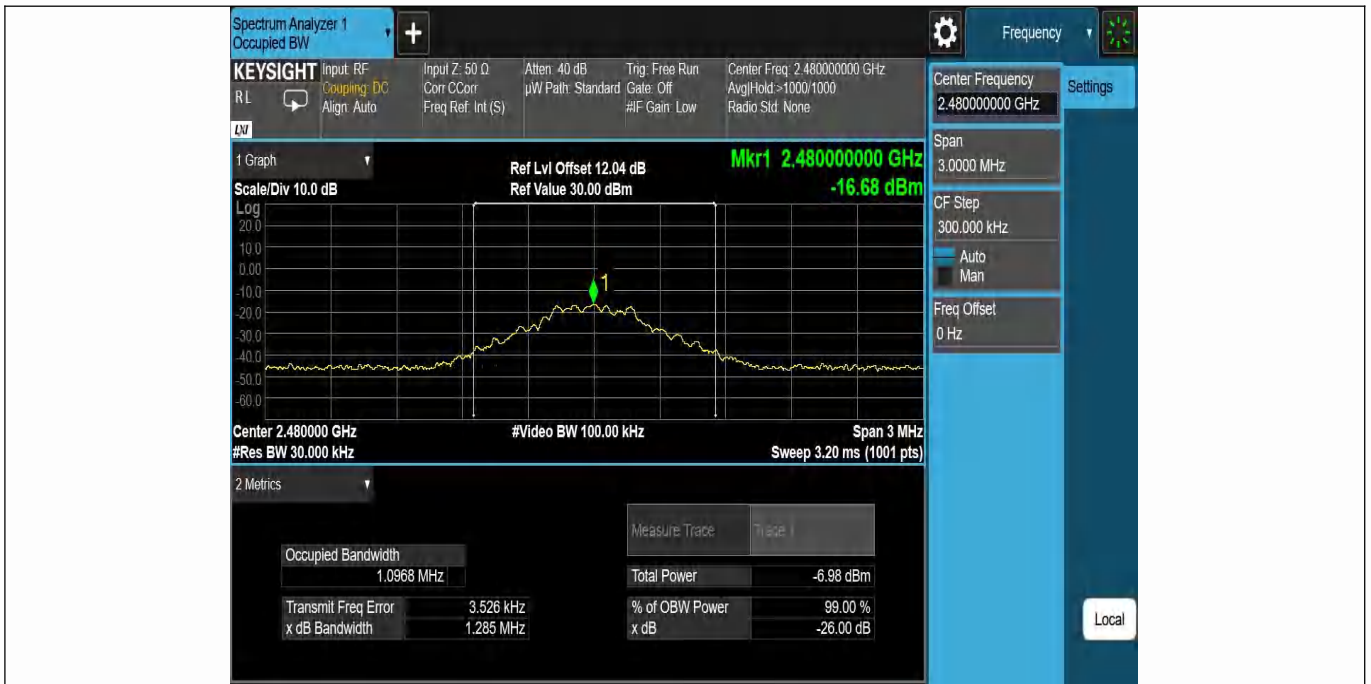 Spectrum Analyzer 1
Occupied BW
+
Frequency
KEYSIGHT
RL
LXI
Input: RF
Coupling: DC
Align: Auto
Input Z: 50 Ω
Corr CCorr
Freq Ref: Int (S)
Atten: 40 dB
µW Path: Standard
Trig: Free Run
Gate: Off
#IF Gain: Low
Center Freq: 2.480000000 GHz
Avg|Hold:>1000/1000
Radio Std: None
Center Frequency
2.480000000 GHz
Settings
Span
3.0000 MHz
CF Step
300.000 kHz
Auto
Man
Freq Offset
0 Hz
Local
1 Graph
Scale/Div 10.0 dB
Ref Lvl Offset 12.04 dB
Ref Value 30.00 dBm
Mkr1 2.480000000 GHz
-16.68 dBm
Log
20.0
10.0
0.00
-10.0
-20.0
-30.0
-40.0
-50.0
-60.0
1
Center 2.480000 GHz
#Video BW 100.00 kHz
Span 3 MHz
#Res BW 30.000 kHz
Sweep 3.20 ms (1001 pts)
2 Metrics
Measure Trace
Trace 1
Occupied Bandwidth
1.0968 MHz
Total Power
-6.98 dBm
Transmit Freq Error
3.526 kHz
% of OBW Power
99.00 %
x dB Bandwidth
1.285 MHz
x dB
-26.00 dB